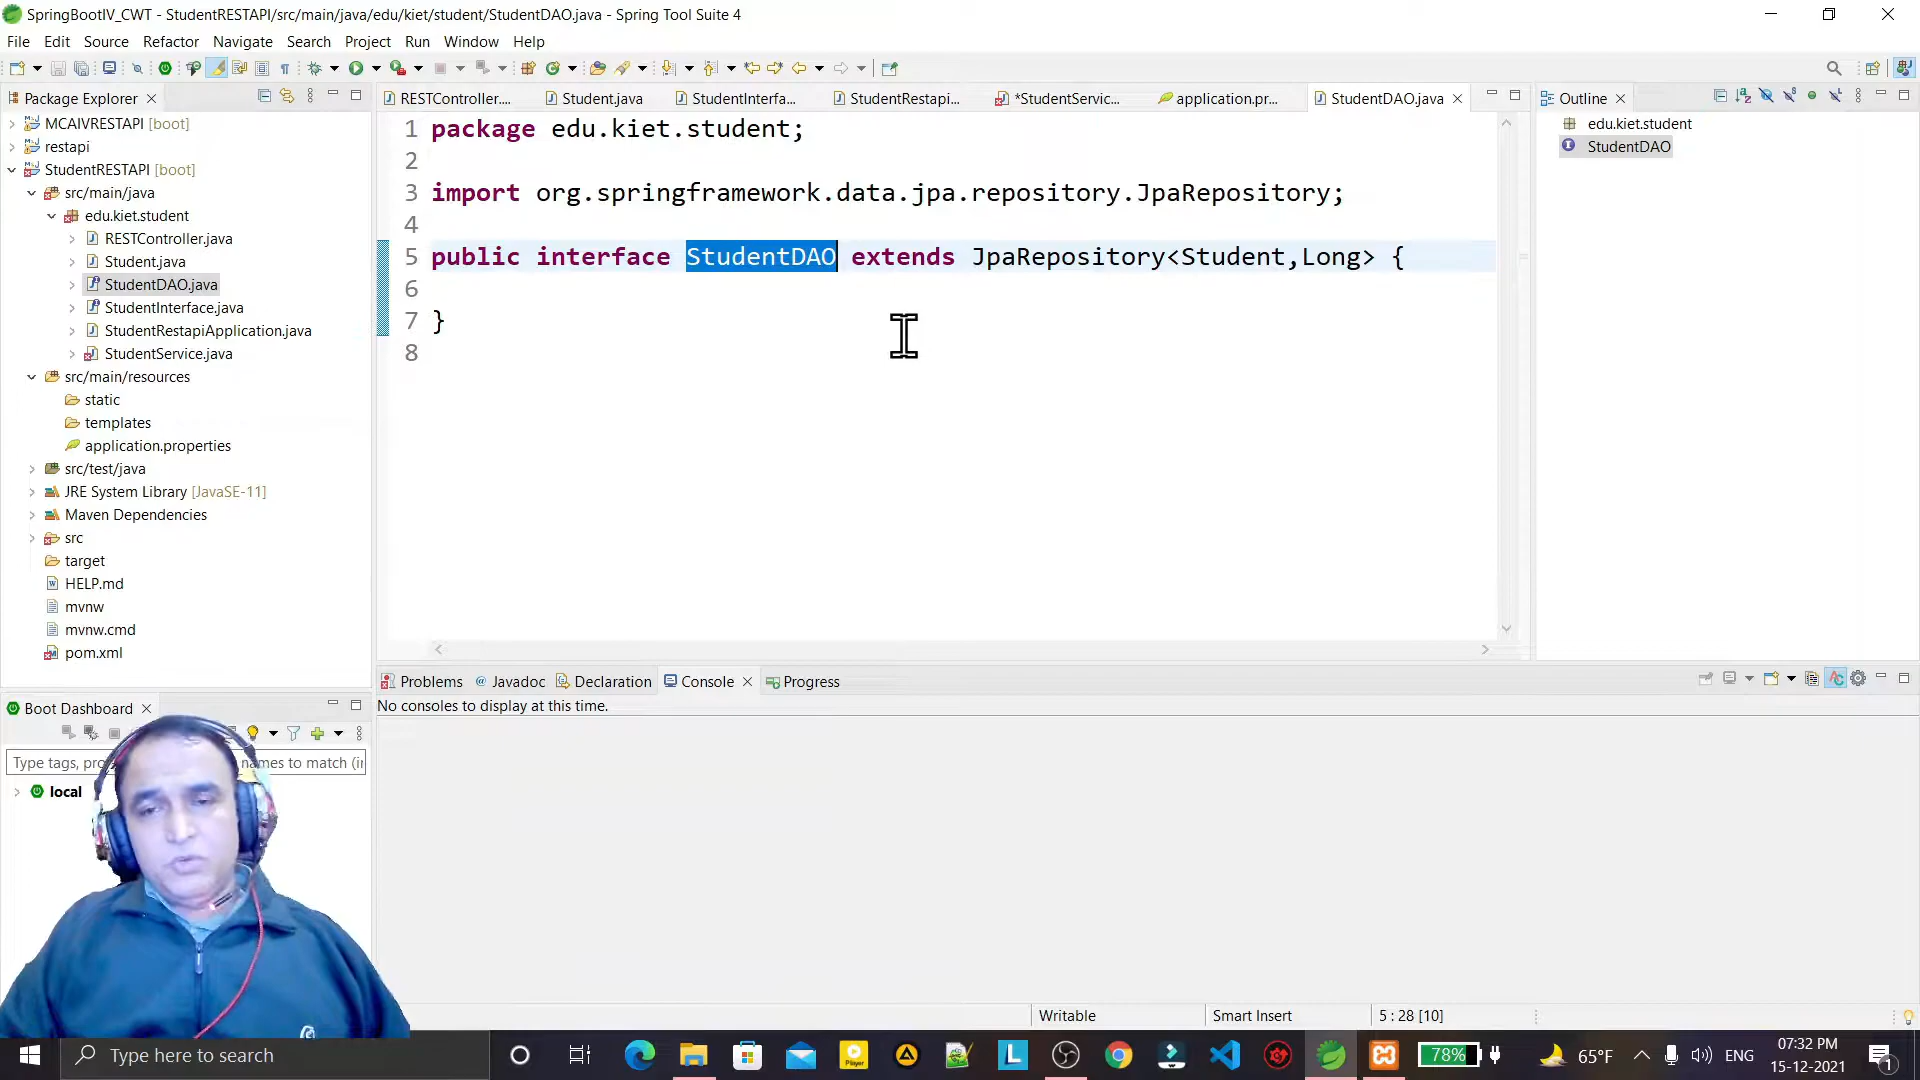 SpringBootIV_CWT - StudentRESTAPI/src/main/java/edu/kiet/student/StudentDAO.java - Spring Tool Suite 4
File Edit Source Refactor Navigate Search Project Run Window Help
Package Explorer
MCAIVRESTAPI [boot]
restapi
StudentRESTAPI [boot]
src/main/java
edu.kiet.student
RESTController.java
Student.java
StudentDAO.java
StudentInterface.java
StudentRestapiApplication.java
StudentService.java
src/main/resources
static
templates
application.properties
src/test/java
JRE System Library [JavaSE-11]
Maven Dependencies
src
target
HELP.md
mvnw
mvnw.cmd
pom.xml
RESTController.... Student.java StudentInterfa... StudentRestapi... *StudentServic... application.pr... StudentDAO.java
1 package edu.kiet.student;
2
3 import org.springframework.data.jpa.repository.JpaRepository;
4
5 public interface StudentDAO extends JpaRepository<Student,Long> {
6
7 }
8
Outline
edu.kiet.student
StudentDAO
Problems @ Javadoc Declaration Console Progress
No consoles to display at this time.
Boot Dashboard
Type tags, pro names to match (i
local
Writable Smart Insert 5 : 28 [10]
Type here to search
78% 65°F ENG 07:32 PM
15-12-2021
1